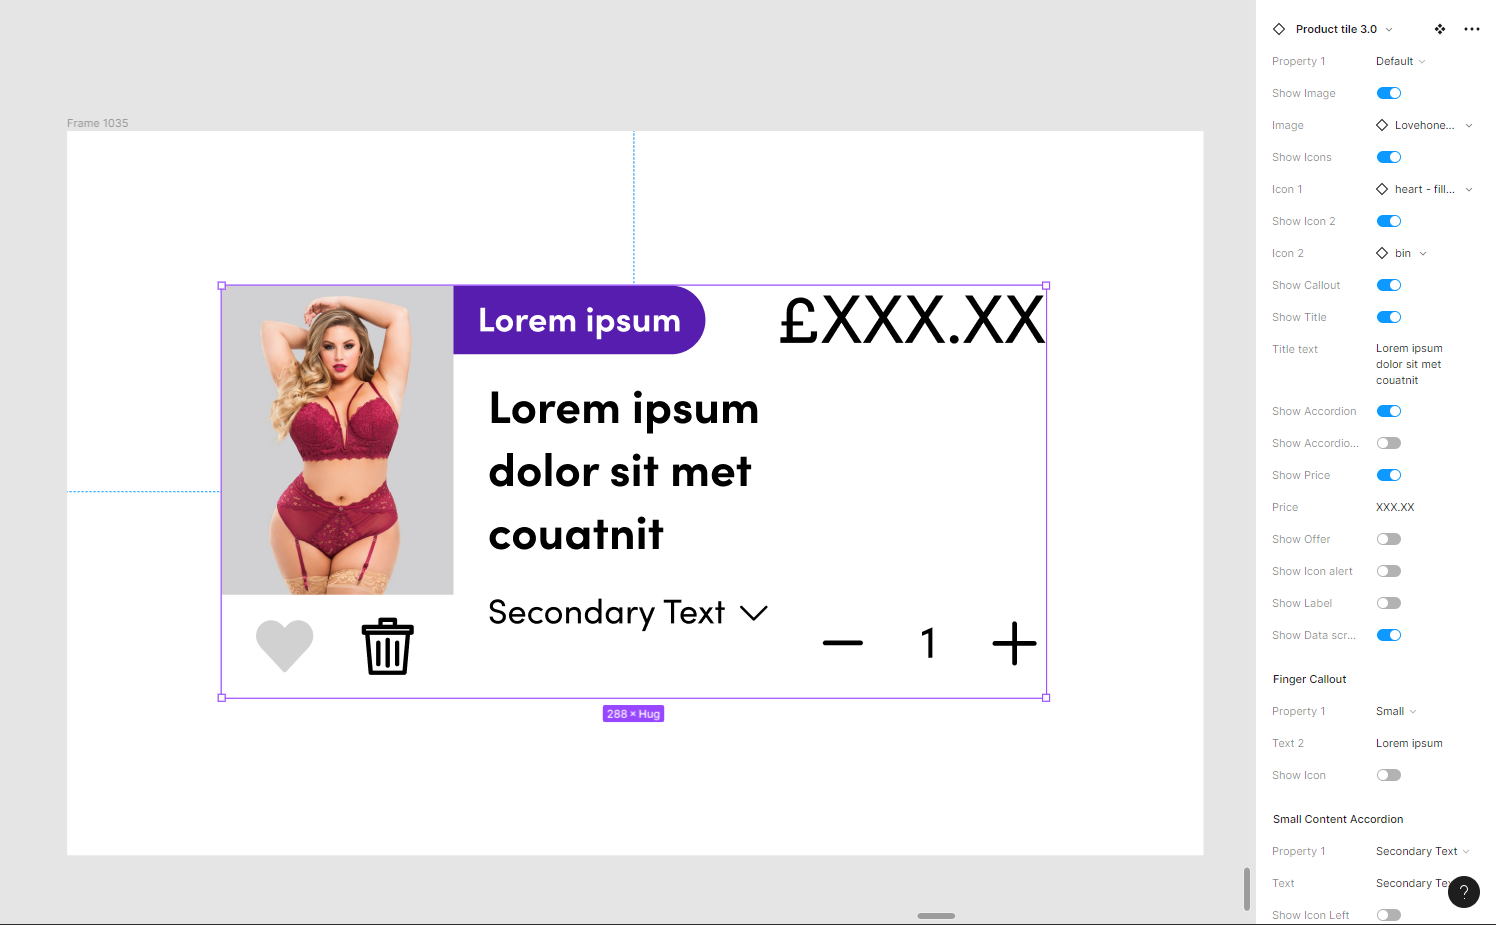 Frame 1035
Lorem ipsum
£XXX.XX
Lorem ipsum
dolor sit met
couatnit
Secondary Text
1
288 × Hug
Product tile 3.0
Property 1 Default
Show Image
Image Lovehone...
Show Icons
Icon 1 heart - fill...
Show Icon 2
Icon 2 bin
Show Callout
Show Title
Title text Lorem ipsum
dolor sit met
couatnit
Show Accordion
Show Accordio...
Show Price
Price XXX.XX
Show Offer
Show Icon alert
Show Label
Show Data scr...
Finger Callout
Property 1 Small
Text 2 Lorem ipsum
Show Icon
Small Content Accordion
Property 1 Secondary Text
Text Secondary Te
?
Show Icon Left